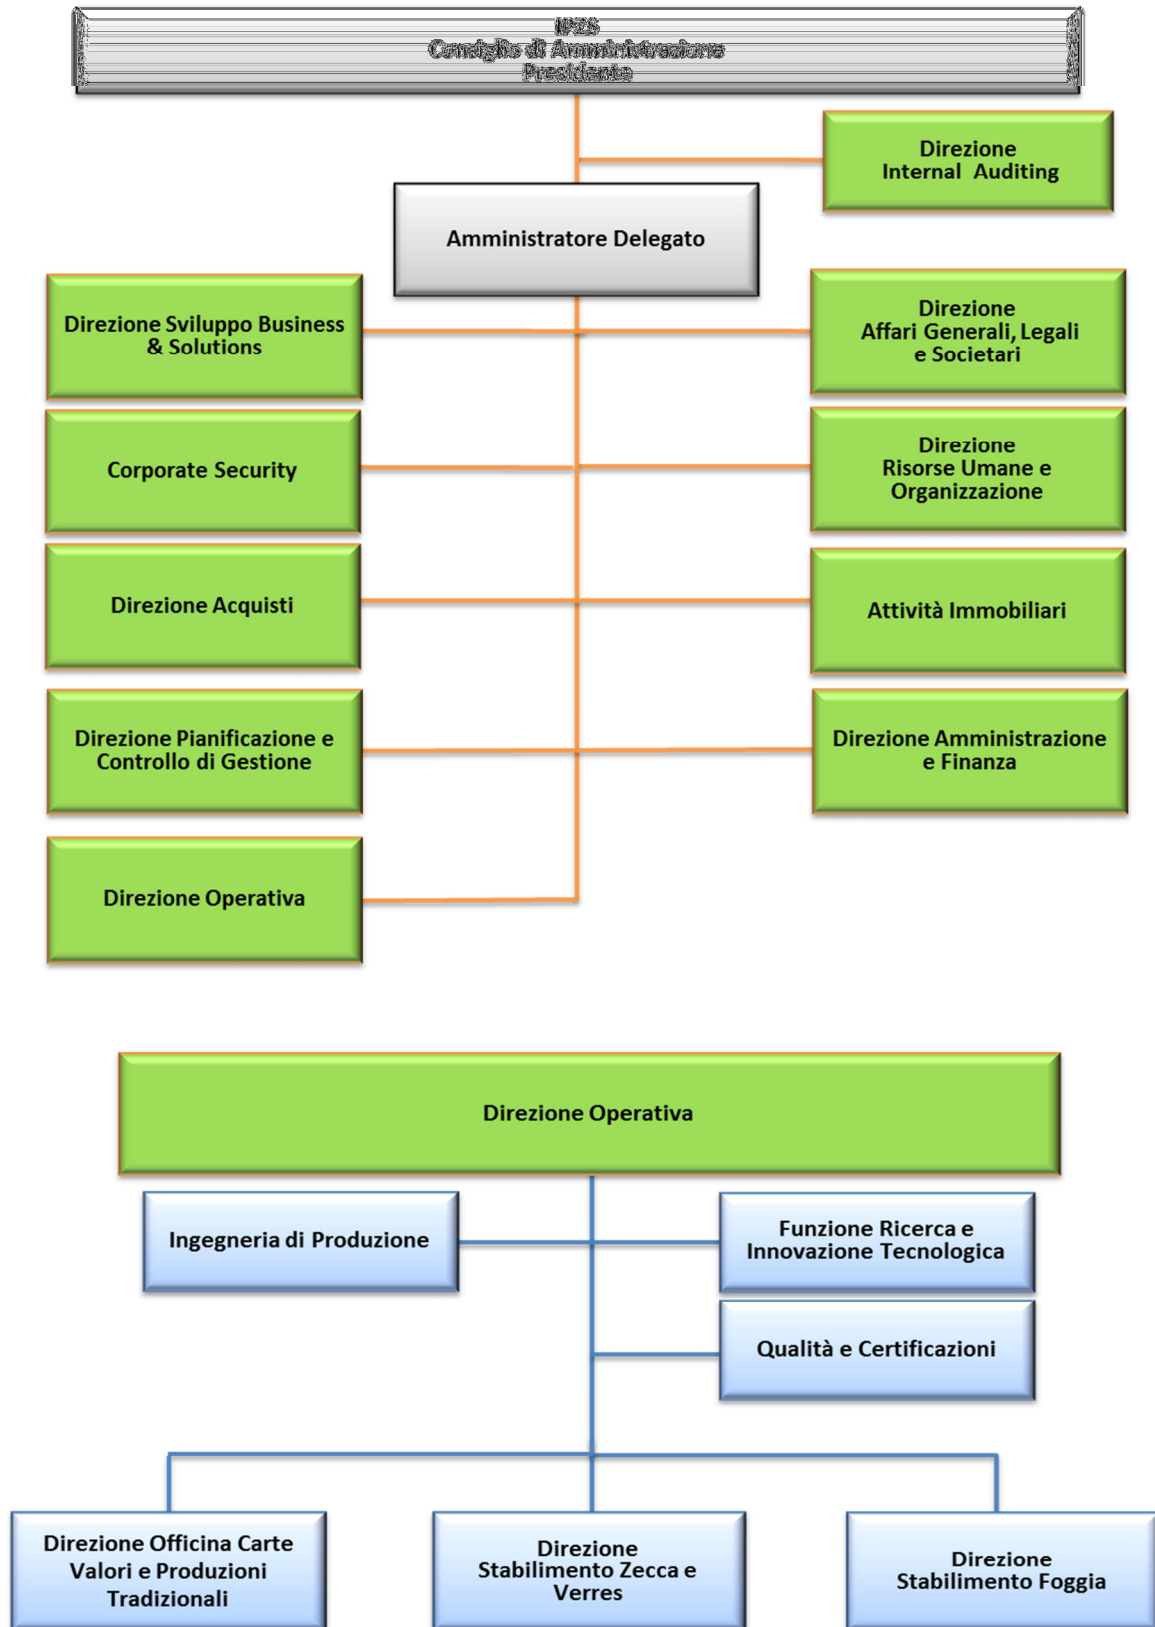 IPZS
Consiglio di Amministrazione
Presidente
Direzione
Internal Auditing
Amministratore Delegato
Direzione Sviluppo Business
& Solutions
Direzione
Affari Generali, Legali
e Societari
Corporate Security
Direzione
Risorse Umane e
Organizzazione
Direzione Acquisti
Attività Immobiliari
Direzione Pianificazione e
Controllo di Gestione
Direzione Amministrazione
e Finanza
Direzione Operativa
Direzione Operativa
Ingegneria di Produzione
Funzione Ricerca e
Innovazione Tecnologica
Qualità e Certificazioni
Direzione Officina Carte
Valori e Produzioni
Tradizionali
Direzione
Stabilimento Zecca e
Verres
Direzione
Stabilimento Foggia